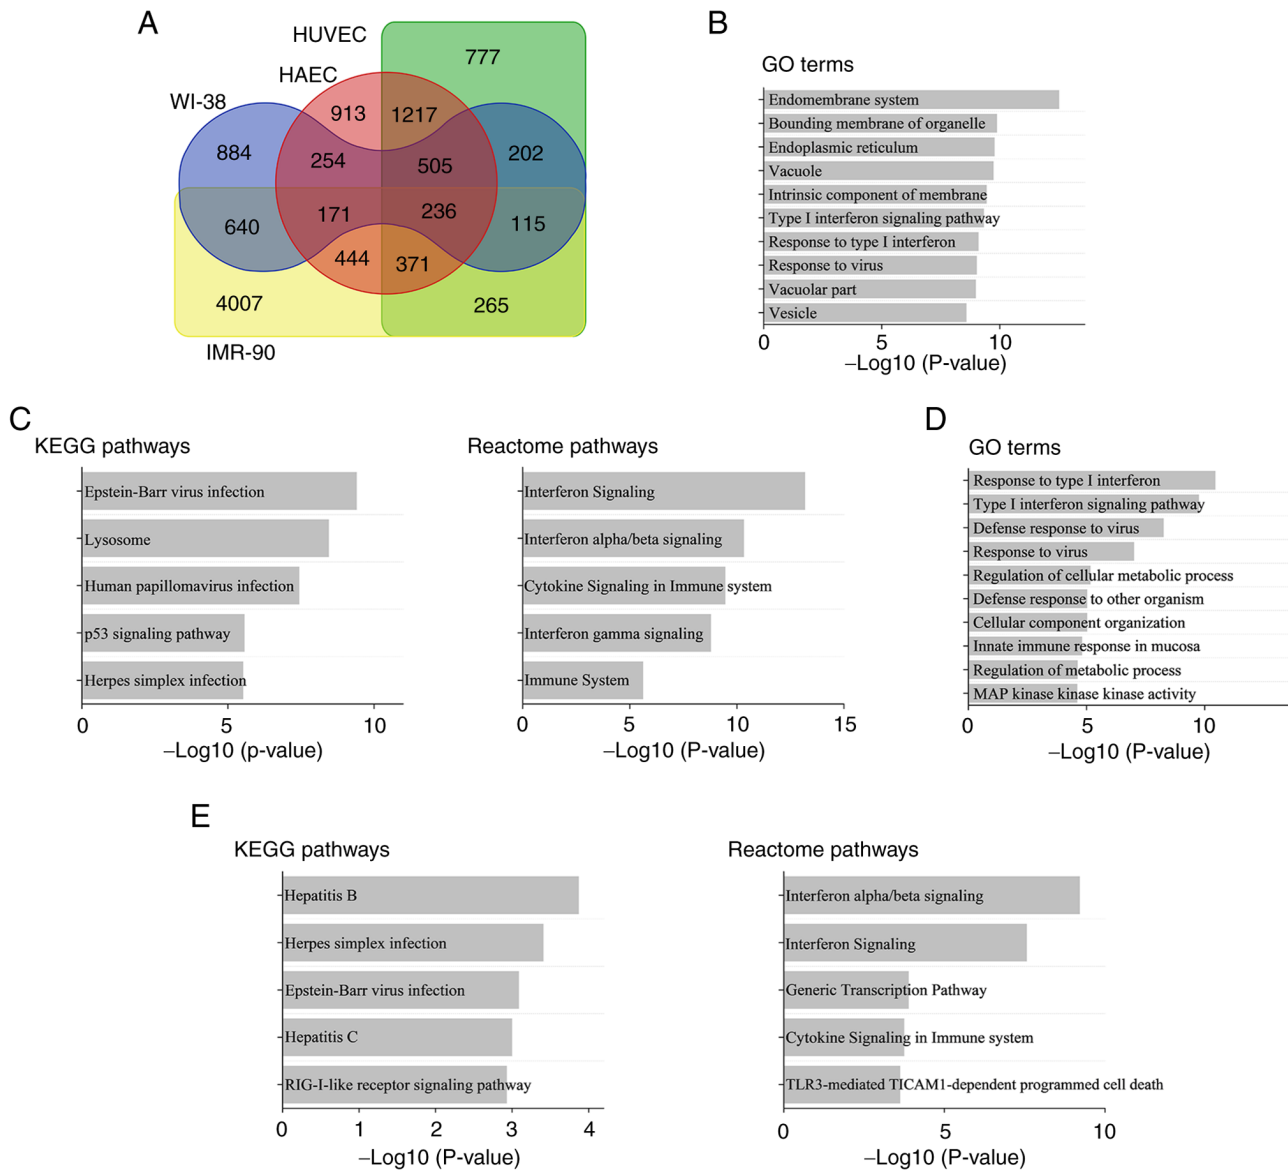 A
HUVEC
777
HAEC
WI-38
913
1217
884
254
505
202
640
171
236
115
444
371
4007
265
IMR-90
B
GO terms
Endomembrane system
Bounding membrane of organelle
Endoplasmic reticulum
Vacuole
Intrinsic component of membrane
Type I interferon signaling pathway
Response to type I interferon
Response to virus
Vacuolar part
Vesicle
0 5 10
–Log10 (P-value)
C
KEGG pathways
Epstein-Barr virus infection
Lysosome
Human papillomavirus infection
p53 signaling pathway
Herpes simplex infection
0 5 10
–Log10 (p-value)
Reactome pathways
Interferon Signaling
Interferon alpha/beta signaling
Cytokine Signaling in Immune system
Interferon gamma signaling
Immune System
0 5 10 15
–Log10 (P-value)
D
GO terms
Response to type I interferon
Type I interferon signaling pathway
Defense response to virus
Response to virus
Regulation of cellular metabolic process
Defense response to other organism
Cellular component organization
Innate immune response in mucosa
Regulation of metabolic process
MAP kinase kinase kinase activity
0 5 10
–Log10 (P-value)
E
KEGG pathways
Hepatitis B
Herpes simplex infection
Epstein-Barr virus infection
Hepatitis C
RIG-I-like receptor signaling pathway
0 1 2 3 4
–Log10 (P-value)
Reactome pathways
Interferon alpha/beta signaling
Interferon Signaling
Generic Transcription Pathway
Cytokine Signaling in Immune system
TLR3-mediated TICAM1-dependent programmed cell death
0 5 10
–Log10 (P-value)